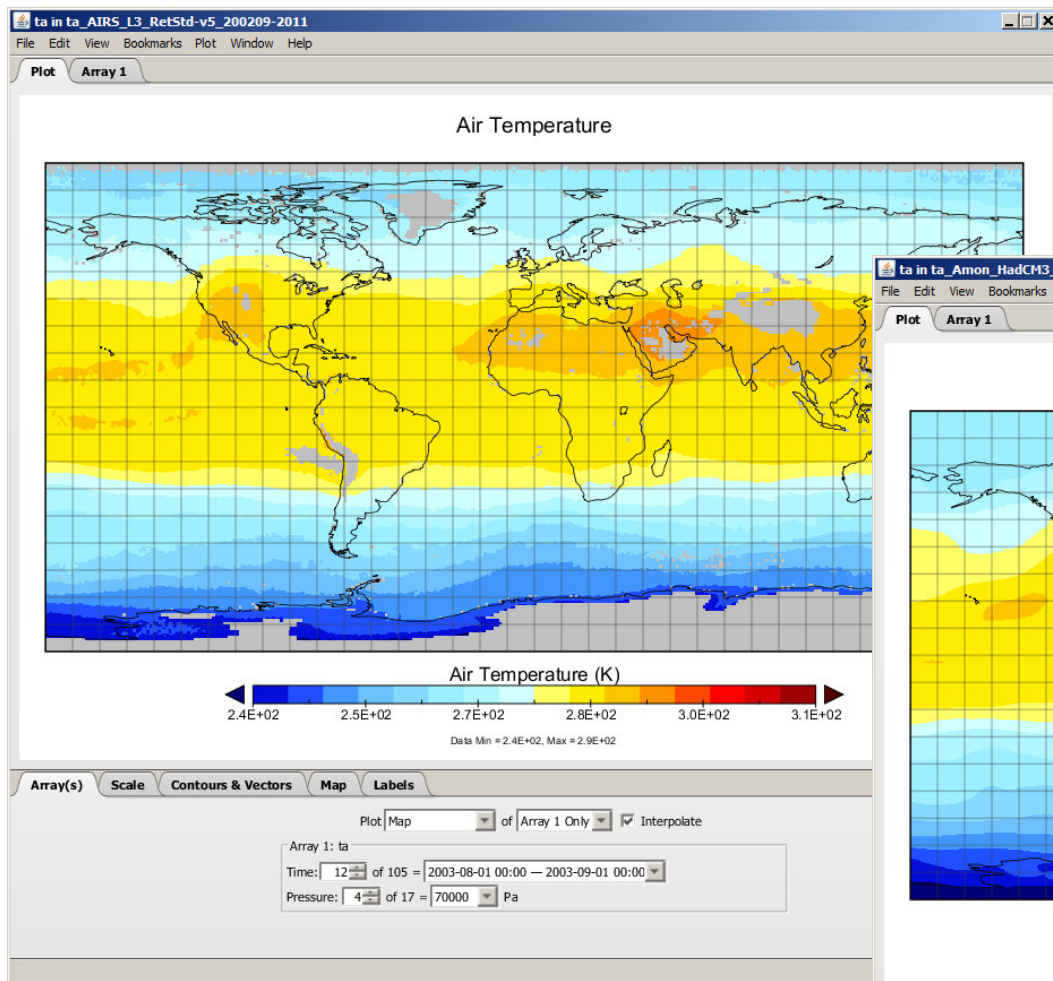 ta in ta_AIRS_L3_RetStd-v5_200209-2011
File Edit View Bookmarks Plot Window Help
Plot Array 1
Air Temperature
Air Temperature (K)
2.4E+02 2.5E+02 2.7E+02 2.8E+02 3.0E+02 3.1E+02
Data Min = 2.4E+02, Max = 2.9E+02
Array(s) Scale Contours & Vectors Map Labels
Plot Map of Array 1 Only Interpolate
Array 1: ta
Time: 12 of 105 = 2003-08-01 00:00 — 2003-09-01 00:00
Pressure: 4 of 17 = 70000 Pa
ta in ta_Amon_HadCM3_
File Edit View Bookmarks
Plot Array 1